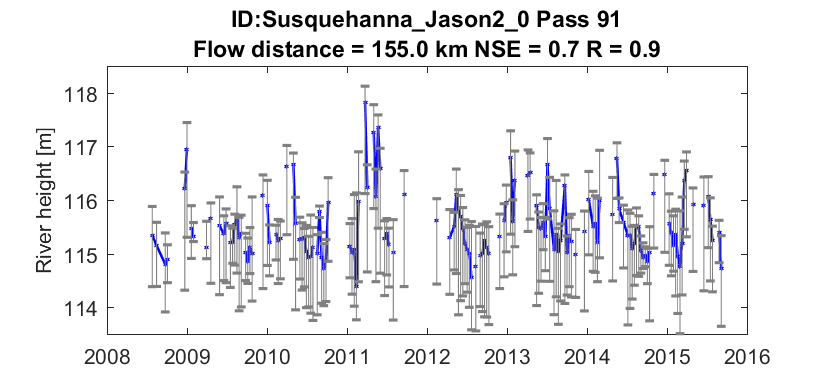 ID:Susquehanna_Jason2_0 Pass 91
Flow distance = 155.0 km NSE = 0.7 R = 0.9
River height [m]
118
117
116
115
114
2008 2009 2010 2011 2012 2013 2014 2015 2016